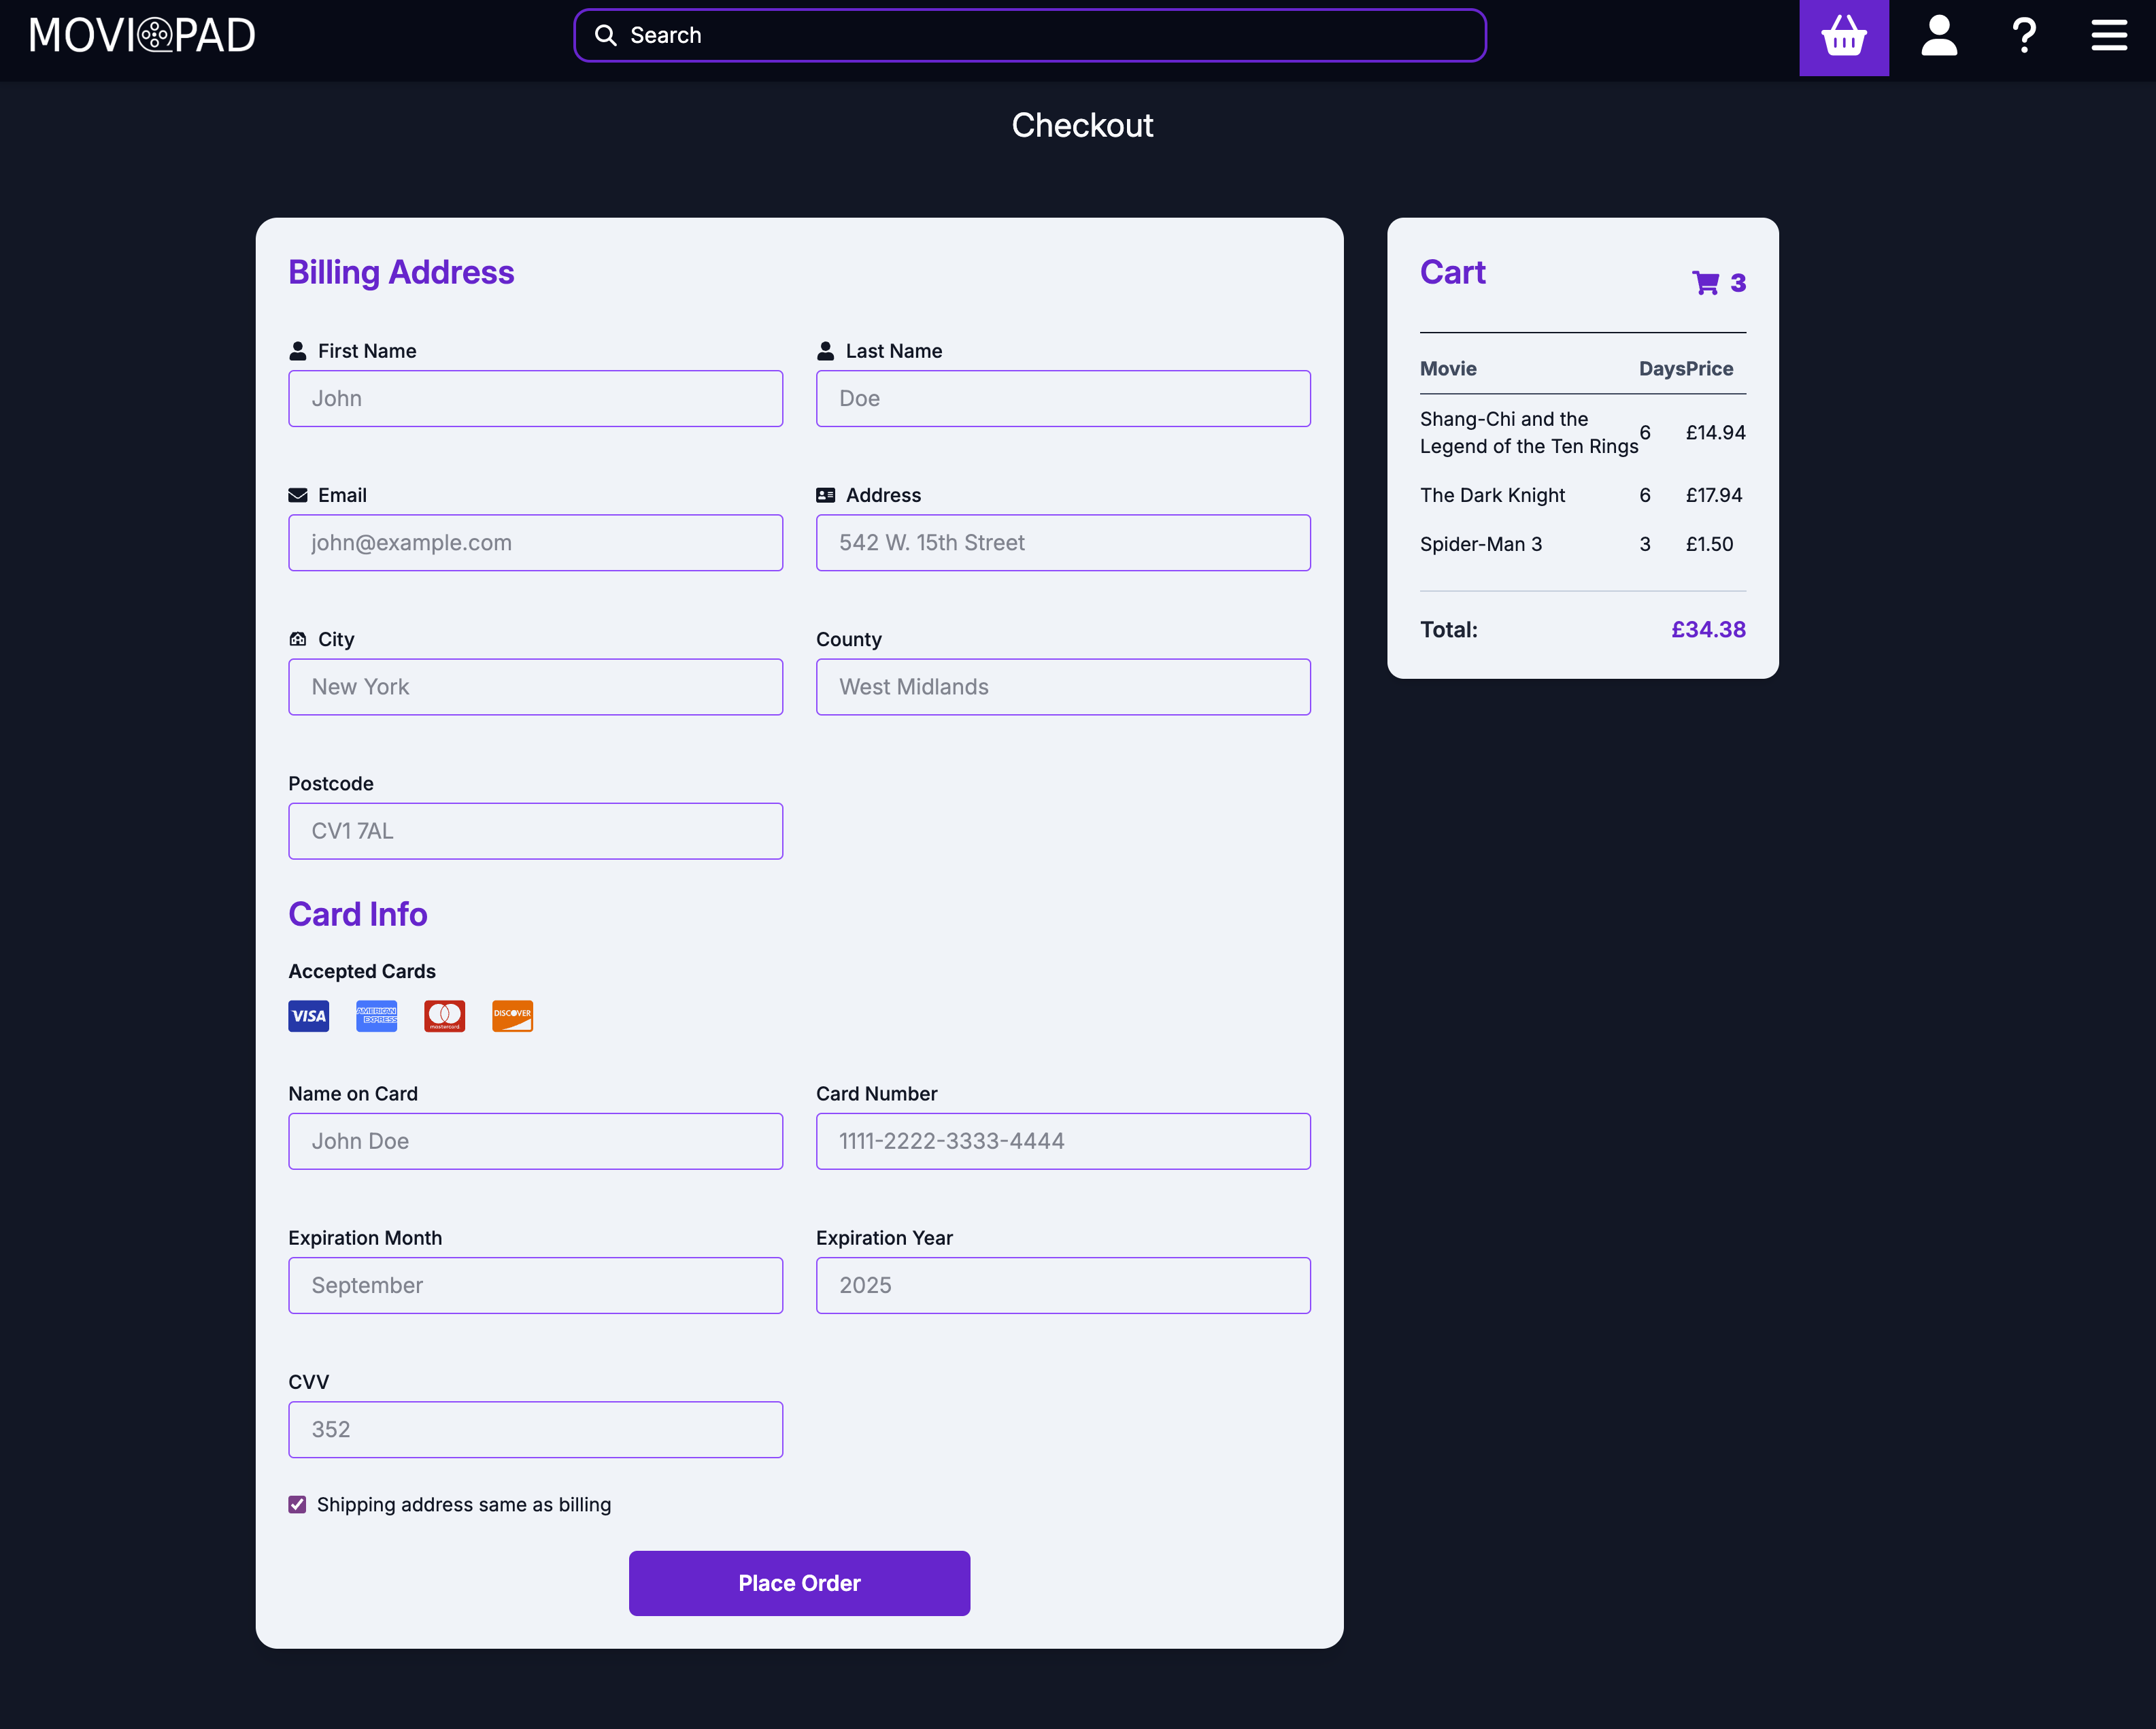 MOVIEPAD
Search
Checkout
Billing Address
First Name
Last Name
John
Doe
Email
Address
john@example.com
542 W. 15th Street
City
County
New York
West Midlands
Postcode
CV1 7AL
Card Info
Accepted Cards
VISA
AMERICAN
EXPRESS
mastercard
DISCOVER
Name on Card
Card Number
John Doe
1111-2222-3333-4444
Expiration Month
Expiration Year
September
2025
CVV
352
Shipping address same as billing
Place Order
Cart
3
Movie Days Price
Shang-Chi and the
Legend of the Ten Rings 6 £14.94
The Dark Knight 6 £17.94
Spider-Man 3 3 £1.50
Total: £34.38